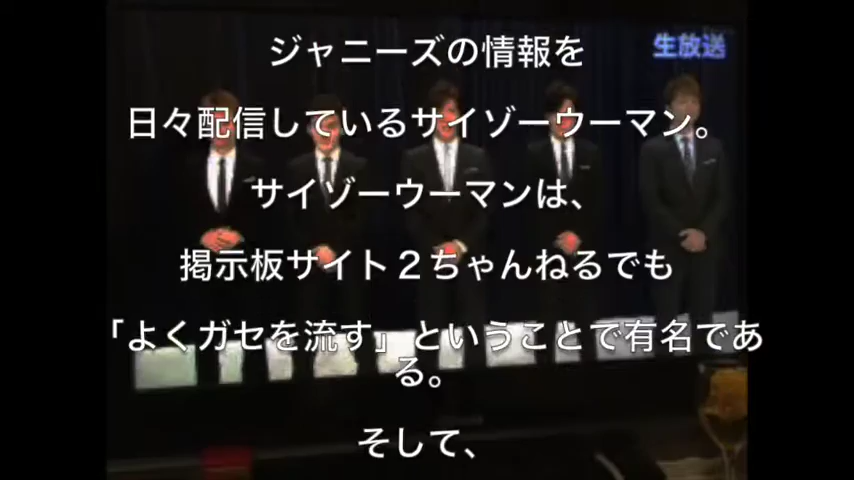 生放送
ジャニーズの情報を
日々配信しているサイゾーウーマン。
サイゾーウーマンは、
掲示板サイト２ちゃんねるでも
「よくガセを流す」ということで有名であ
る。
そして、